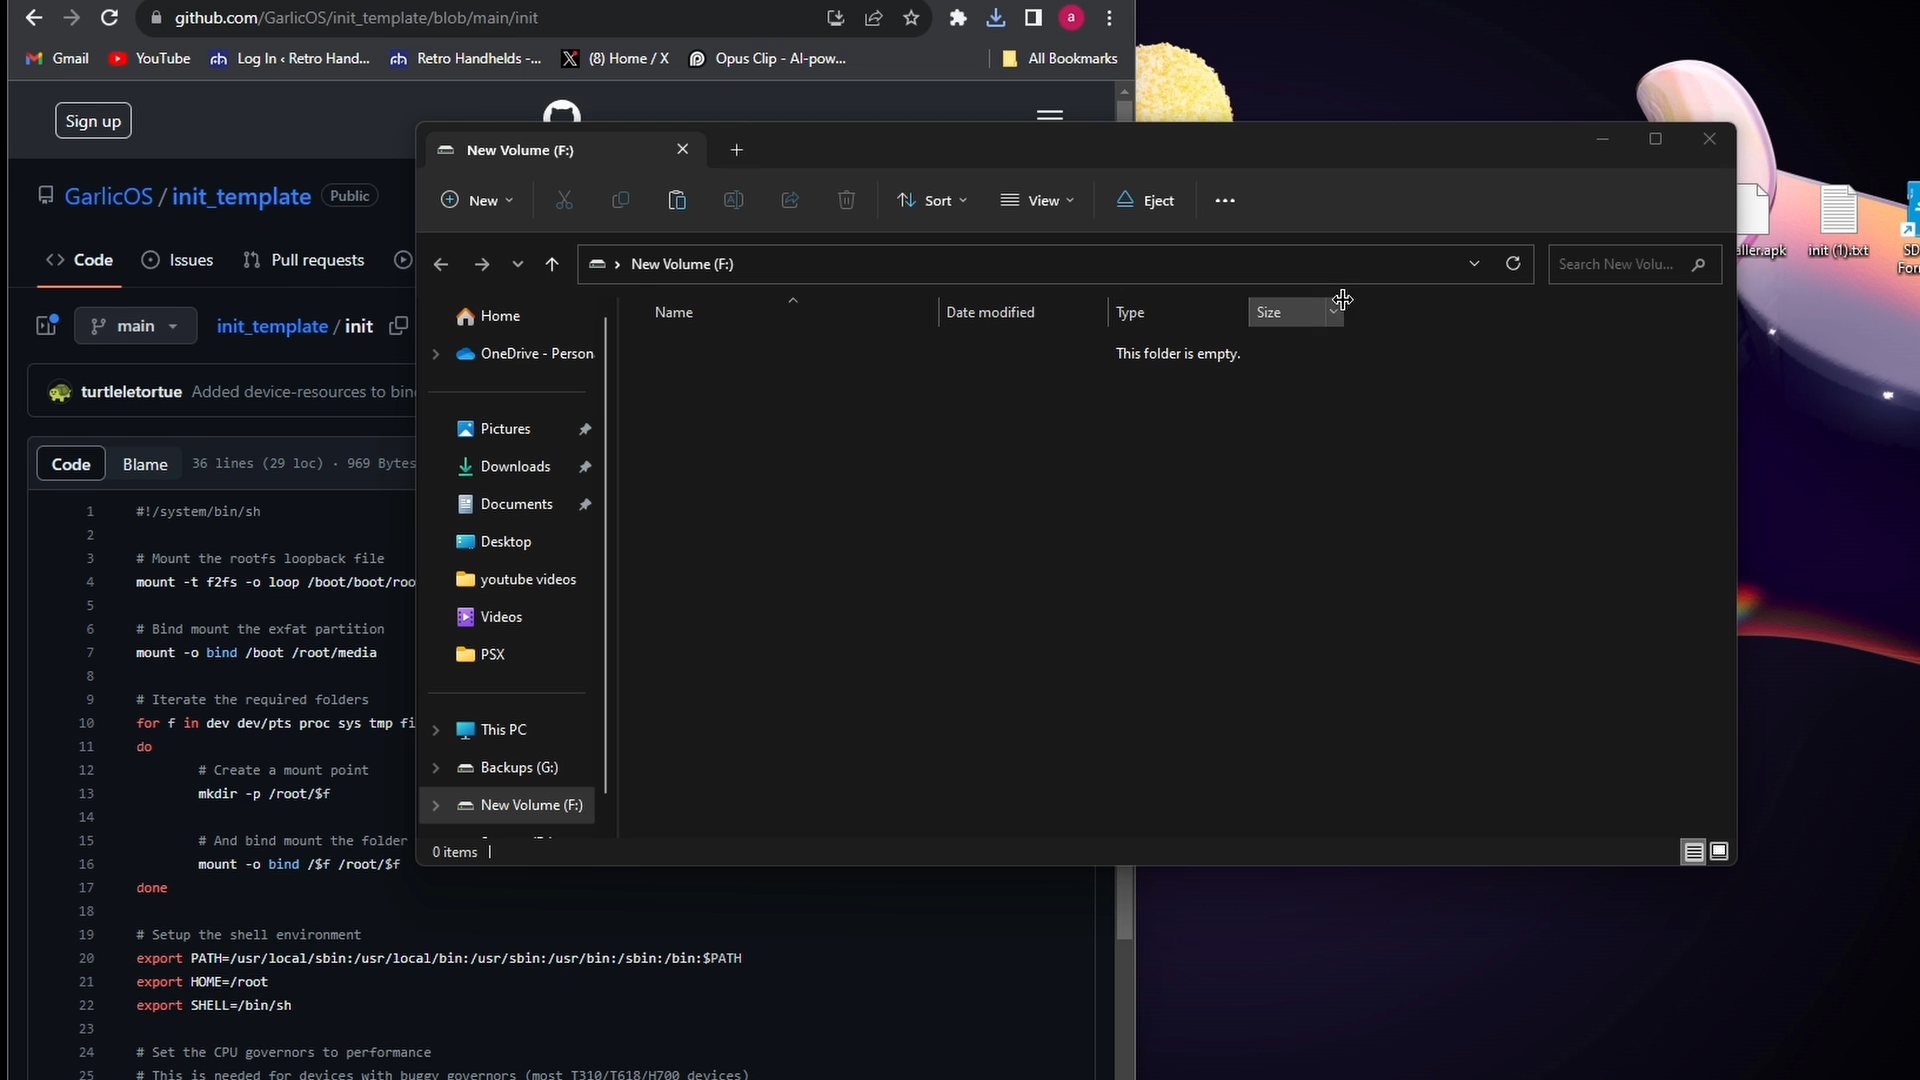 github.com/GarlicOS/init_template/blob/main/init
a
Gmail
YouTube
Log In ‹ Retro Hand...
Retro Handhelds -...
(8) Home / X
Opus Clip - AI-pow...
All Bookmarks
Sign up
GarlicOS / init_template Public
Code
Issues
Pull requests
main
init_template / init
turtleletortue Added device-resources to bin
Code Blame 36 lines (29 loc) · 969 Bytes
1 #!/system/bin/sh
2
3 # Mount the rootfs loopback file
4 mount -t f2fs -o loop /boot/boot/roo
5
6 # Bind mount the exfat partition
7 mount -o bind /boot /root/media
8
9 # Iterate the required folders
10 for f in dev dev/pts proc sys tmp fi
11 do
12 # Create a mount point
13 mkdir -p /root/$f
14
15 # And bind mount the folder
16 mount -o bind /$f /root/$f
17 done
18
19 # Setup the shell environment
20 export PATH=/usr/local/sbin:/usr/local/bin:/usr/sbin:/usr/bin:/sbin:/bin:$PATH
21 export HOME=/root
22 export SHELL=/bin/sh
23
24 # Set the CPU governors to performance
25 # This is needed for devices with buggy governors (most T310/T618/H700 devices)
New Volume (F:)
New
Sort
View
Eject
New Volume (F:)
Search New Volu...
Name
Date modified
Type
Size
This folder is empty.
Home
OneDrive - Person
Pictures
Downloads
Documents
Desktop
youtube videos
Videos
PSX
This PC
Backups (G:)
New Volume (F:)
0 items
aller.apk
init (1).txt
SD
For